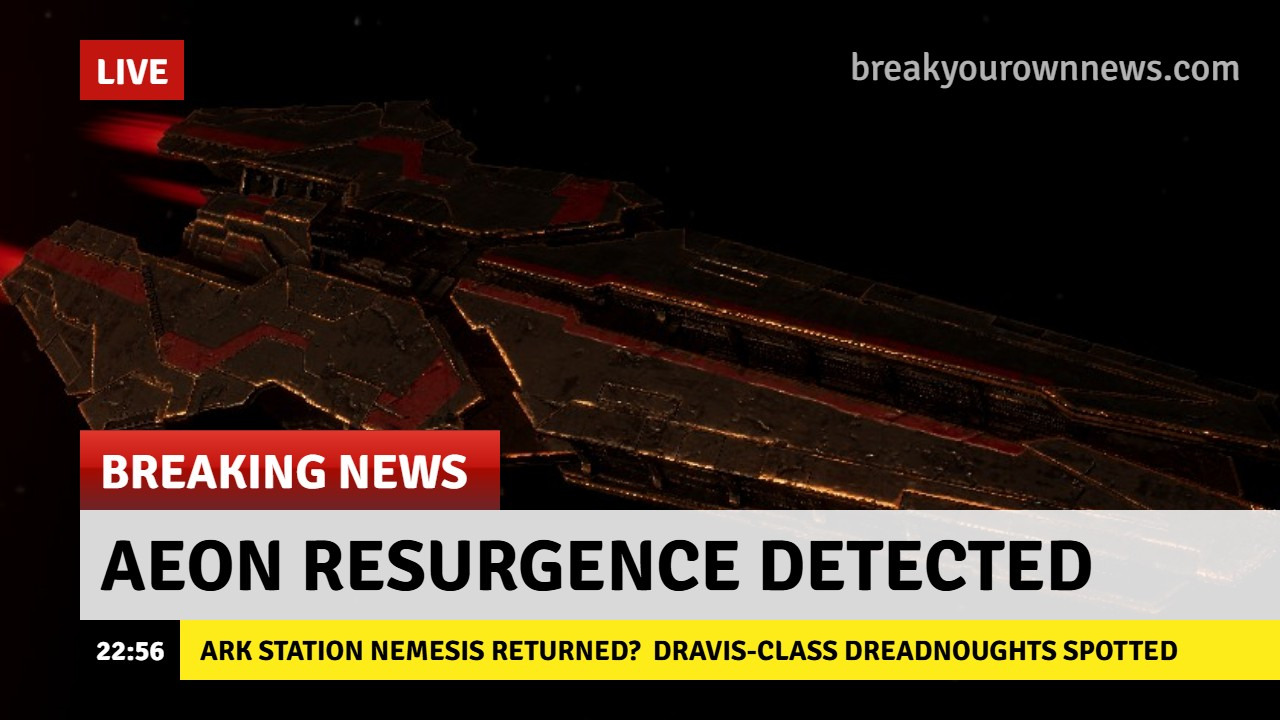 LIVE
breakyourownnews.com
BREAKING NEWS
AEON RESURGENCE DETECTED
22:56
ARK STATION NEMESIS RETURNED?  DRAVIS-CLASS DREADNOUGHTS SPOTTED